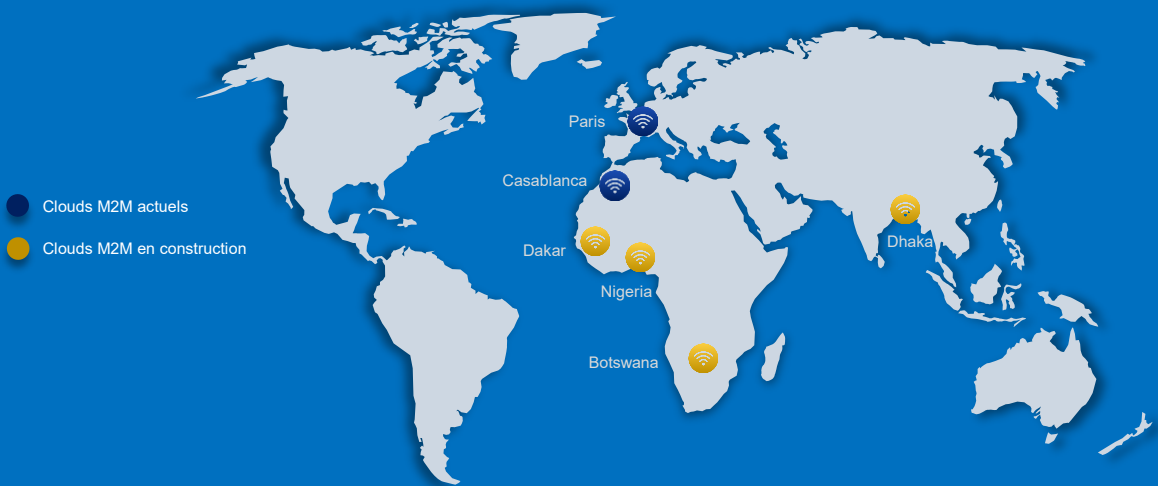 Paris
Casablanca
Clouds M2M actuels
Clouds M2M en construction
Dakar
Dhaka
Nigeria
Botswana